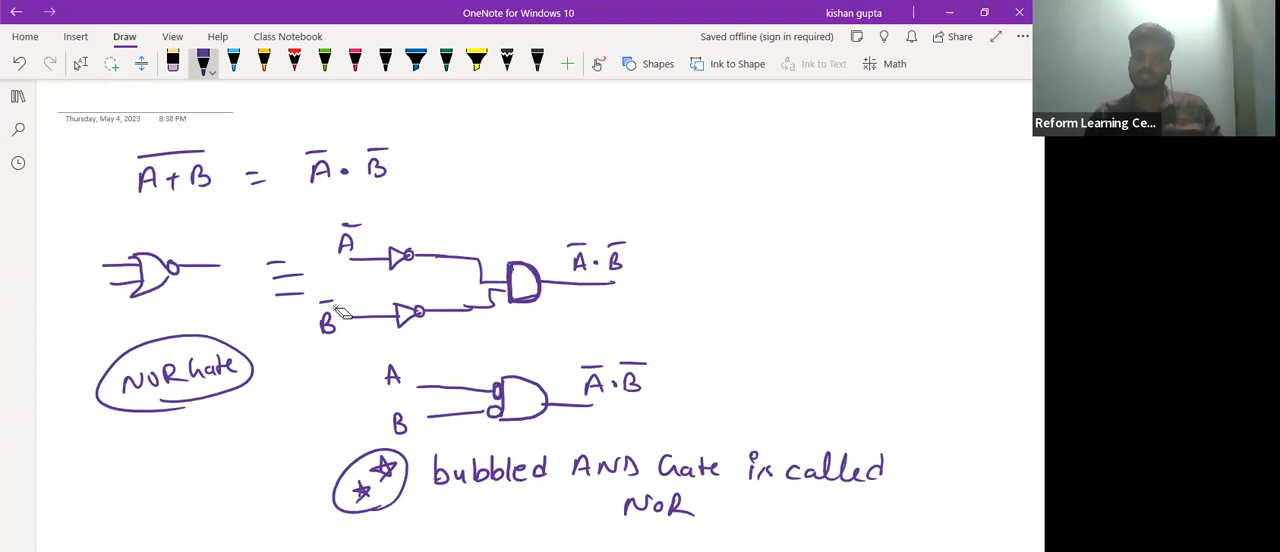 OneNote for Windows 10
kishan gupta
Home Insert Draw View Help Class Notebook
Saved offline (sign in required)
Share
Shapes
Ink to Shape
Ink to Text
Math
Reform Learning Ce...
Thursday, May 4, 2023 8:38 PM
A̅ ̅+̅ ̅B̅ = A̅ · B̅
A̅
A̅ · B̅
B̅
NOR Gate
A
A̅ · B̅
B
bubbled AND Gate is called
NOR